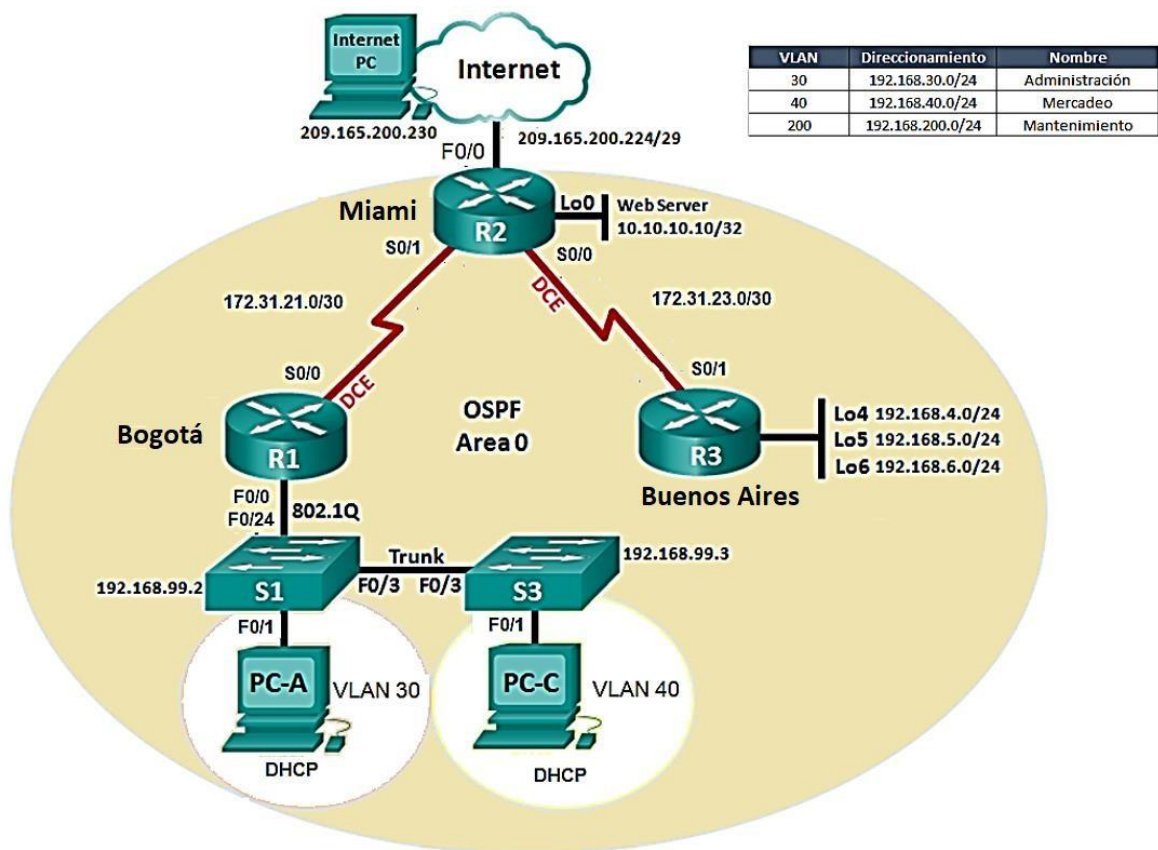 Internet
PC
Internet
209.165.200.230
209.165.200.224/29
F0/0
VLAN Direccionamiento Nombre
30 192.168.30.0/24 Administración
40 192.168.40.0/24 Mercadeo
200 192.168.200.0/24 Mantenimiento
Miami
R2
Lo0
Web Server
10.10.10.10/32
S0/1
S0/0
DCE
172.31.21.0/30
172.31.23.0/30
S0/0
DCE
S0/1
Bogotá
R1
OSPF
Area 0
R3
Buenos Aires
Lo4 192.168.4.0/24
Lo5 192.168.5.0/24
Lo6 192.168.6.0/24
F0/0
F0/24
802.1Q
192.168.99.2
S1
Trunk
F0/3 F0/3
S3
192.168.99.3
F0/1
F0/1
PC-A
VLAN 30
DHCP
PC-C
VLAN 40
DHCP